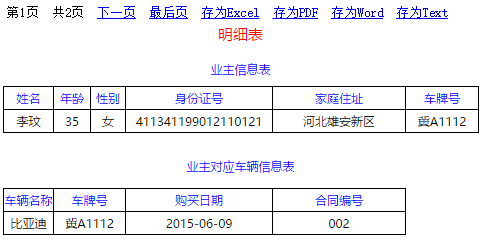 第1页 共2页 下一页 最后页 存为Excel 存为PDF 存为Word 存为Text
明细表
业主信息表
姓名 年龄 性别 身份证号 家庭住址 车牌号
李玟 35 女 411341199012110121 河北雄安新区 冀A1112
业主对应车辆信息表
车辆名称 车牌号 购买日期 合同编号
比亚迪 冀A1112 2015-06-09 002